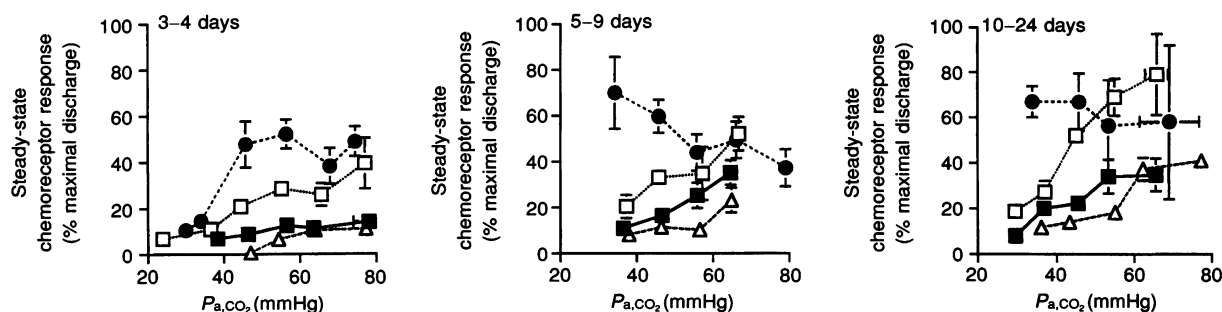 3–4 days
Steady-state
chemoreceptor response
(% maximal discharge)
100
80
60
40
20
0
20
40
60
80
Pa,CO₂ (mmHg)
5–9 days
Steady-state
chemoreceptor response
(% maximal discharge)
100
80
60
40
20
0
20
40
60
80
Pa,CO₂ (mmHg)
10–24 days
Steady-state
chemoreceptor response
(% maximal discharge)
100
80
60
40
20
0
20
40
60
80
Pa,CO₂ (mmHg)